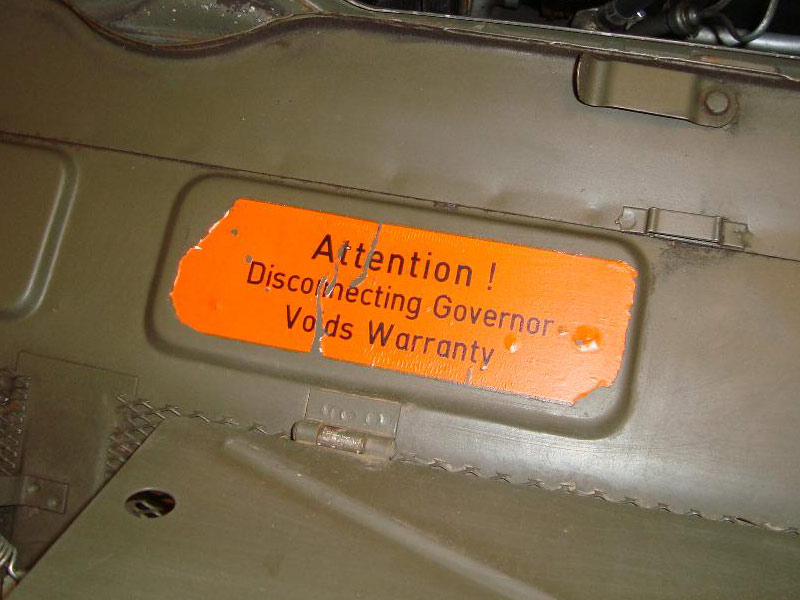 Attention !
Disconnecting Governor
Voids Warranty